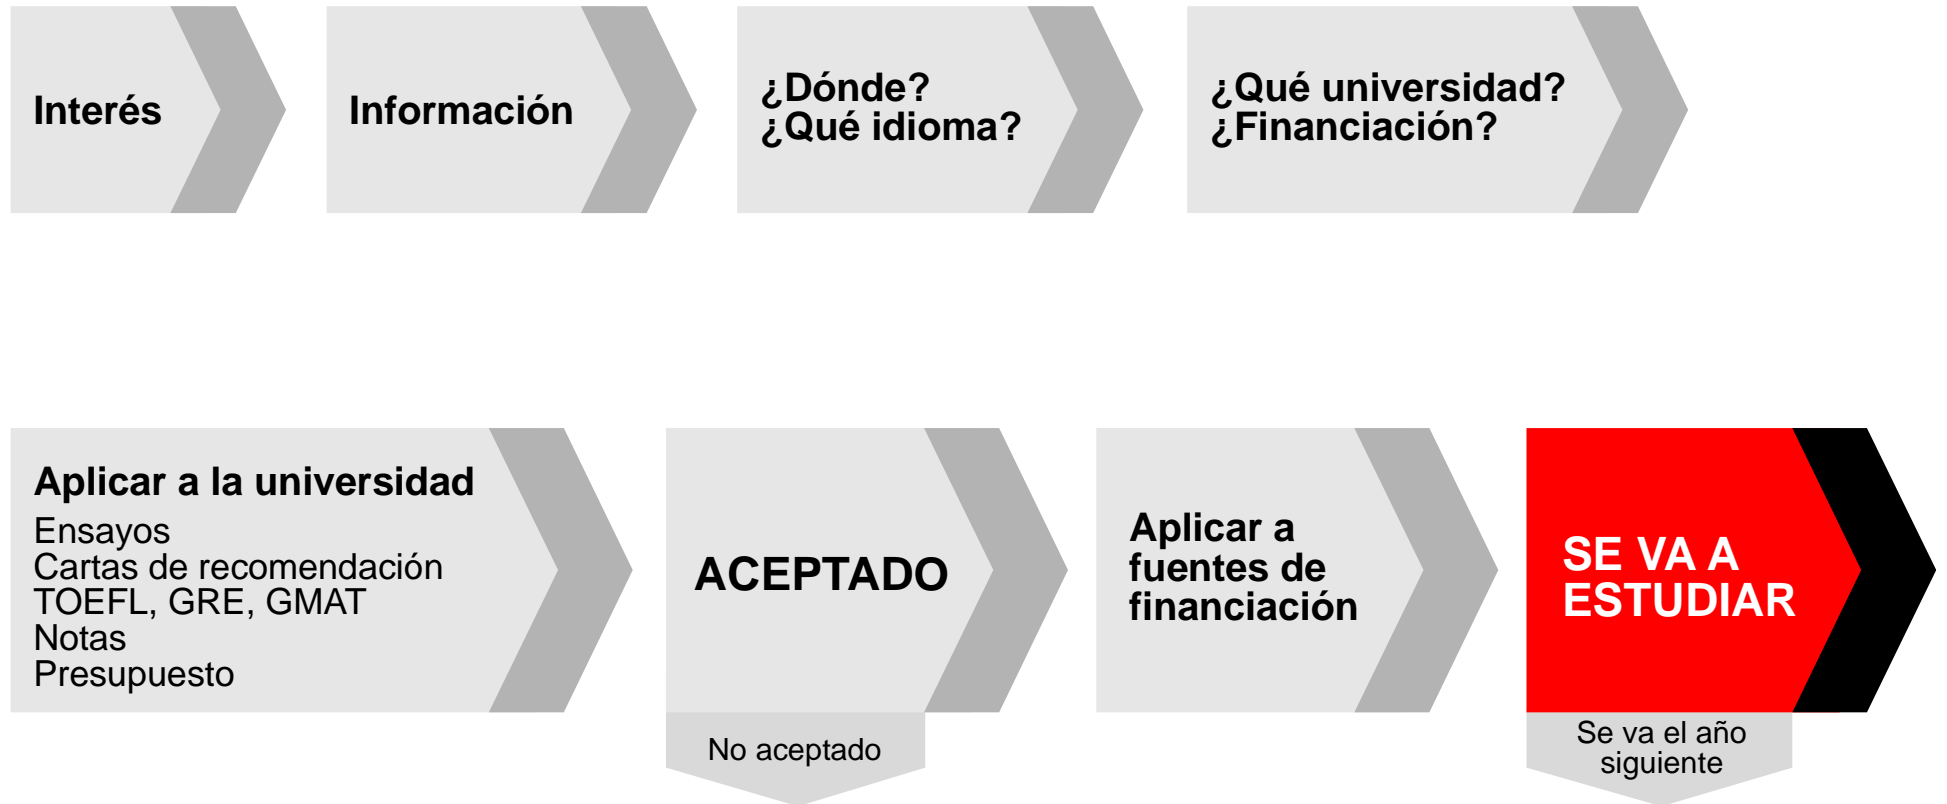 Interés
Información
¿Dónde?
¿Qué idioma?
¿Qué universidad?
¿Financiación?
Aplicar a la universidad
Ensayos
Cartas de recomendación
TOEFL, GRE, GMAT
Notas
Presupuesto
ACEPTADO
No aceptado
Aplicar a
fuentes de
financiación
SE VA A
ESTUDIAR
Se va el año
siguiente